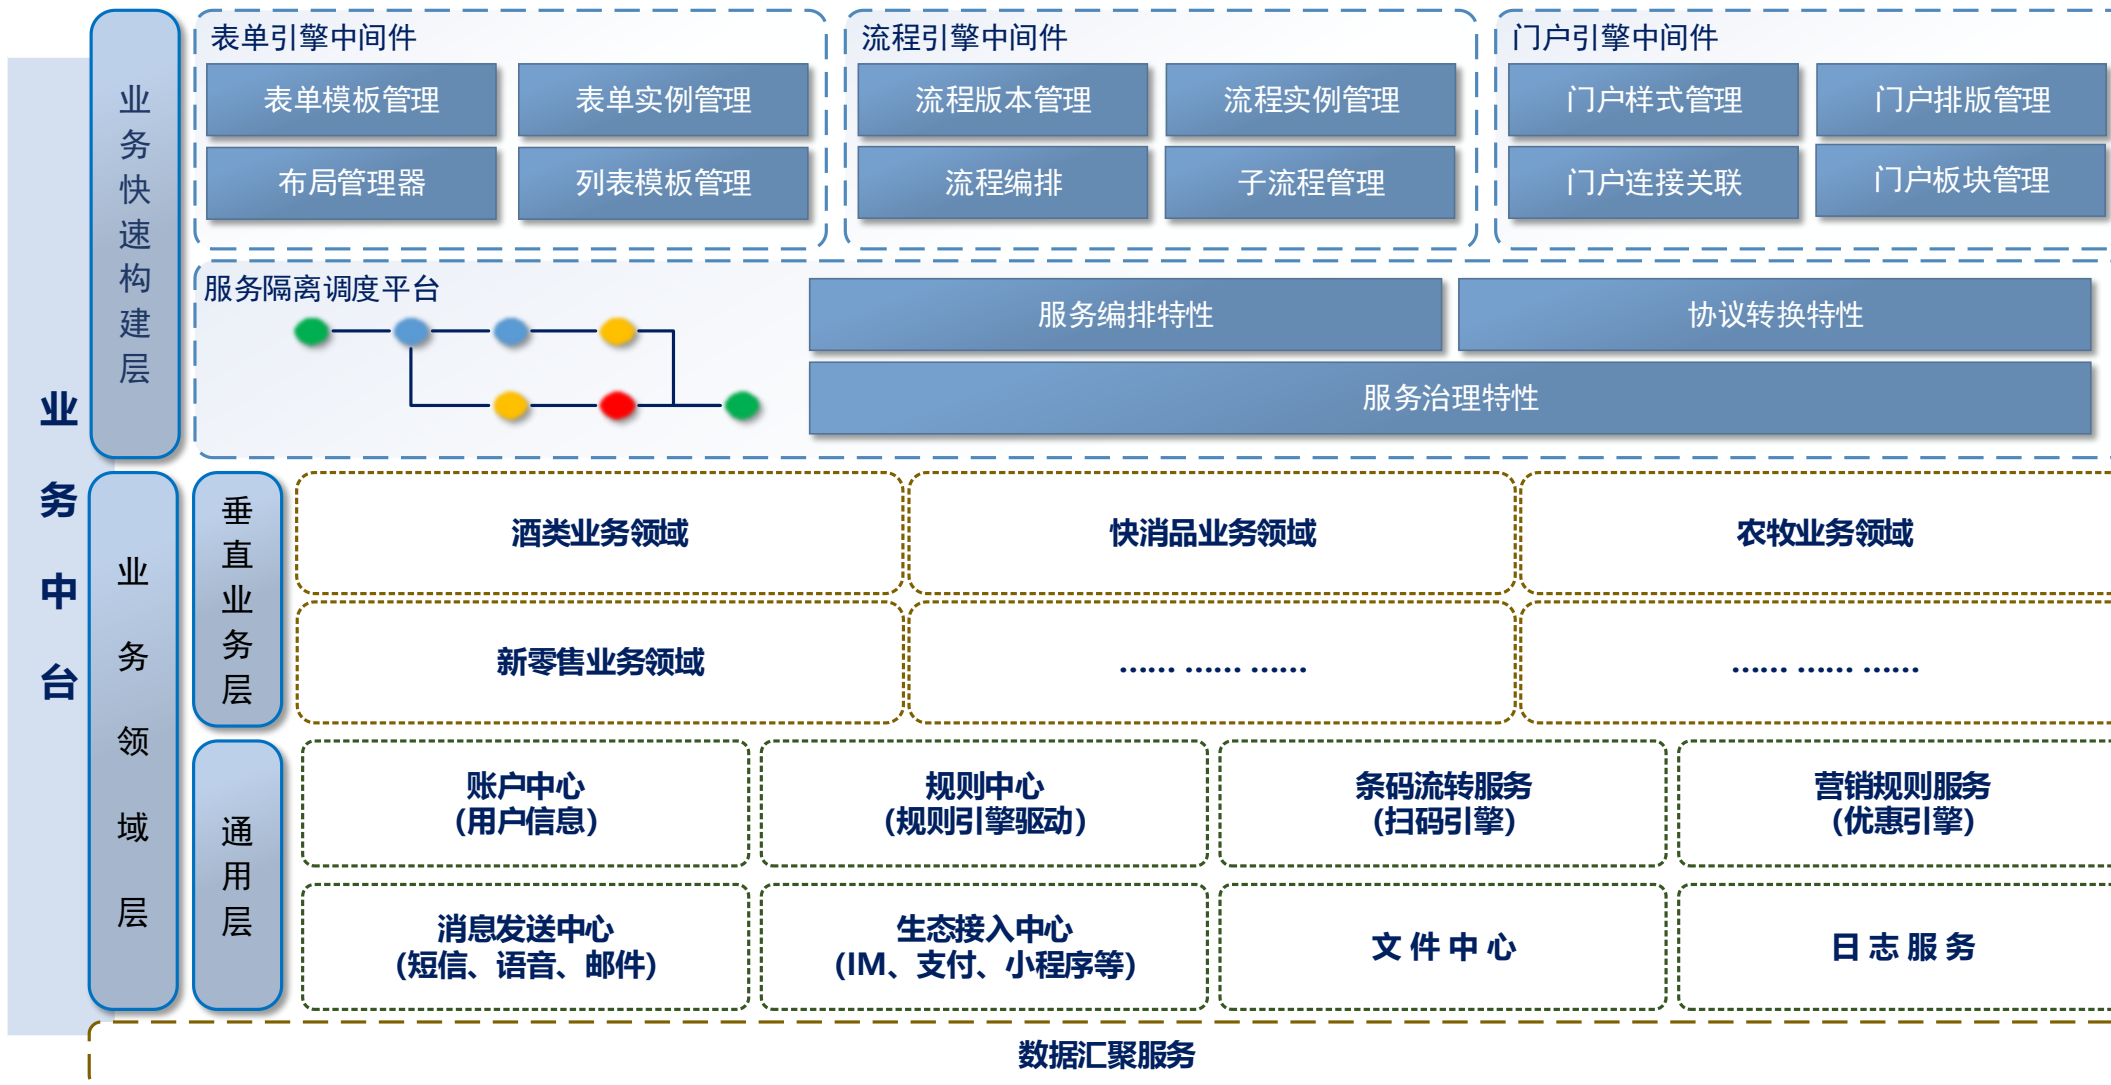 业务中台
业务快速构建层
表单引擎中间件
表单模板管理
表单实例管理
布局管理器
列表模板管理
流程引擎中间件
流程版本管理
流程实例管理
流程编排
子流程管理
门户引擎中间件
门户样式管理
门户排版管理
门户连接关联
门户板块管理
服务隔离调度平台
服务编排特性
协议转换特性
服务治理特性
业务领域层
垂直业务层
酒类业务领域
快消品业务领域
农牧业务领域
新零售业务领域
…… …… ……
…… …… ……
通用层
账户中心
(用户信息)
规则中心
(规则引擎驱动)
条码流转服务
(扫码引擎)
营销规则服务
(优惠引擎)
消息发送中心
(短信、语音、邮件)
生态接入中心
(IM、支付、小程序等)
文件中心
日志服务
数据汇聚服务